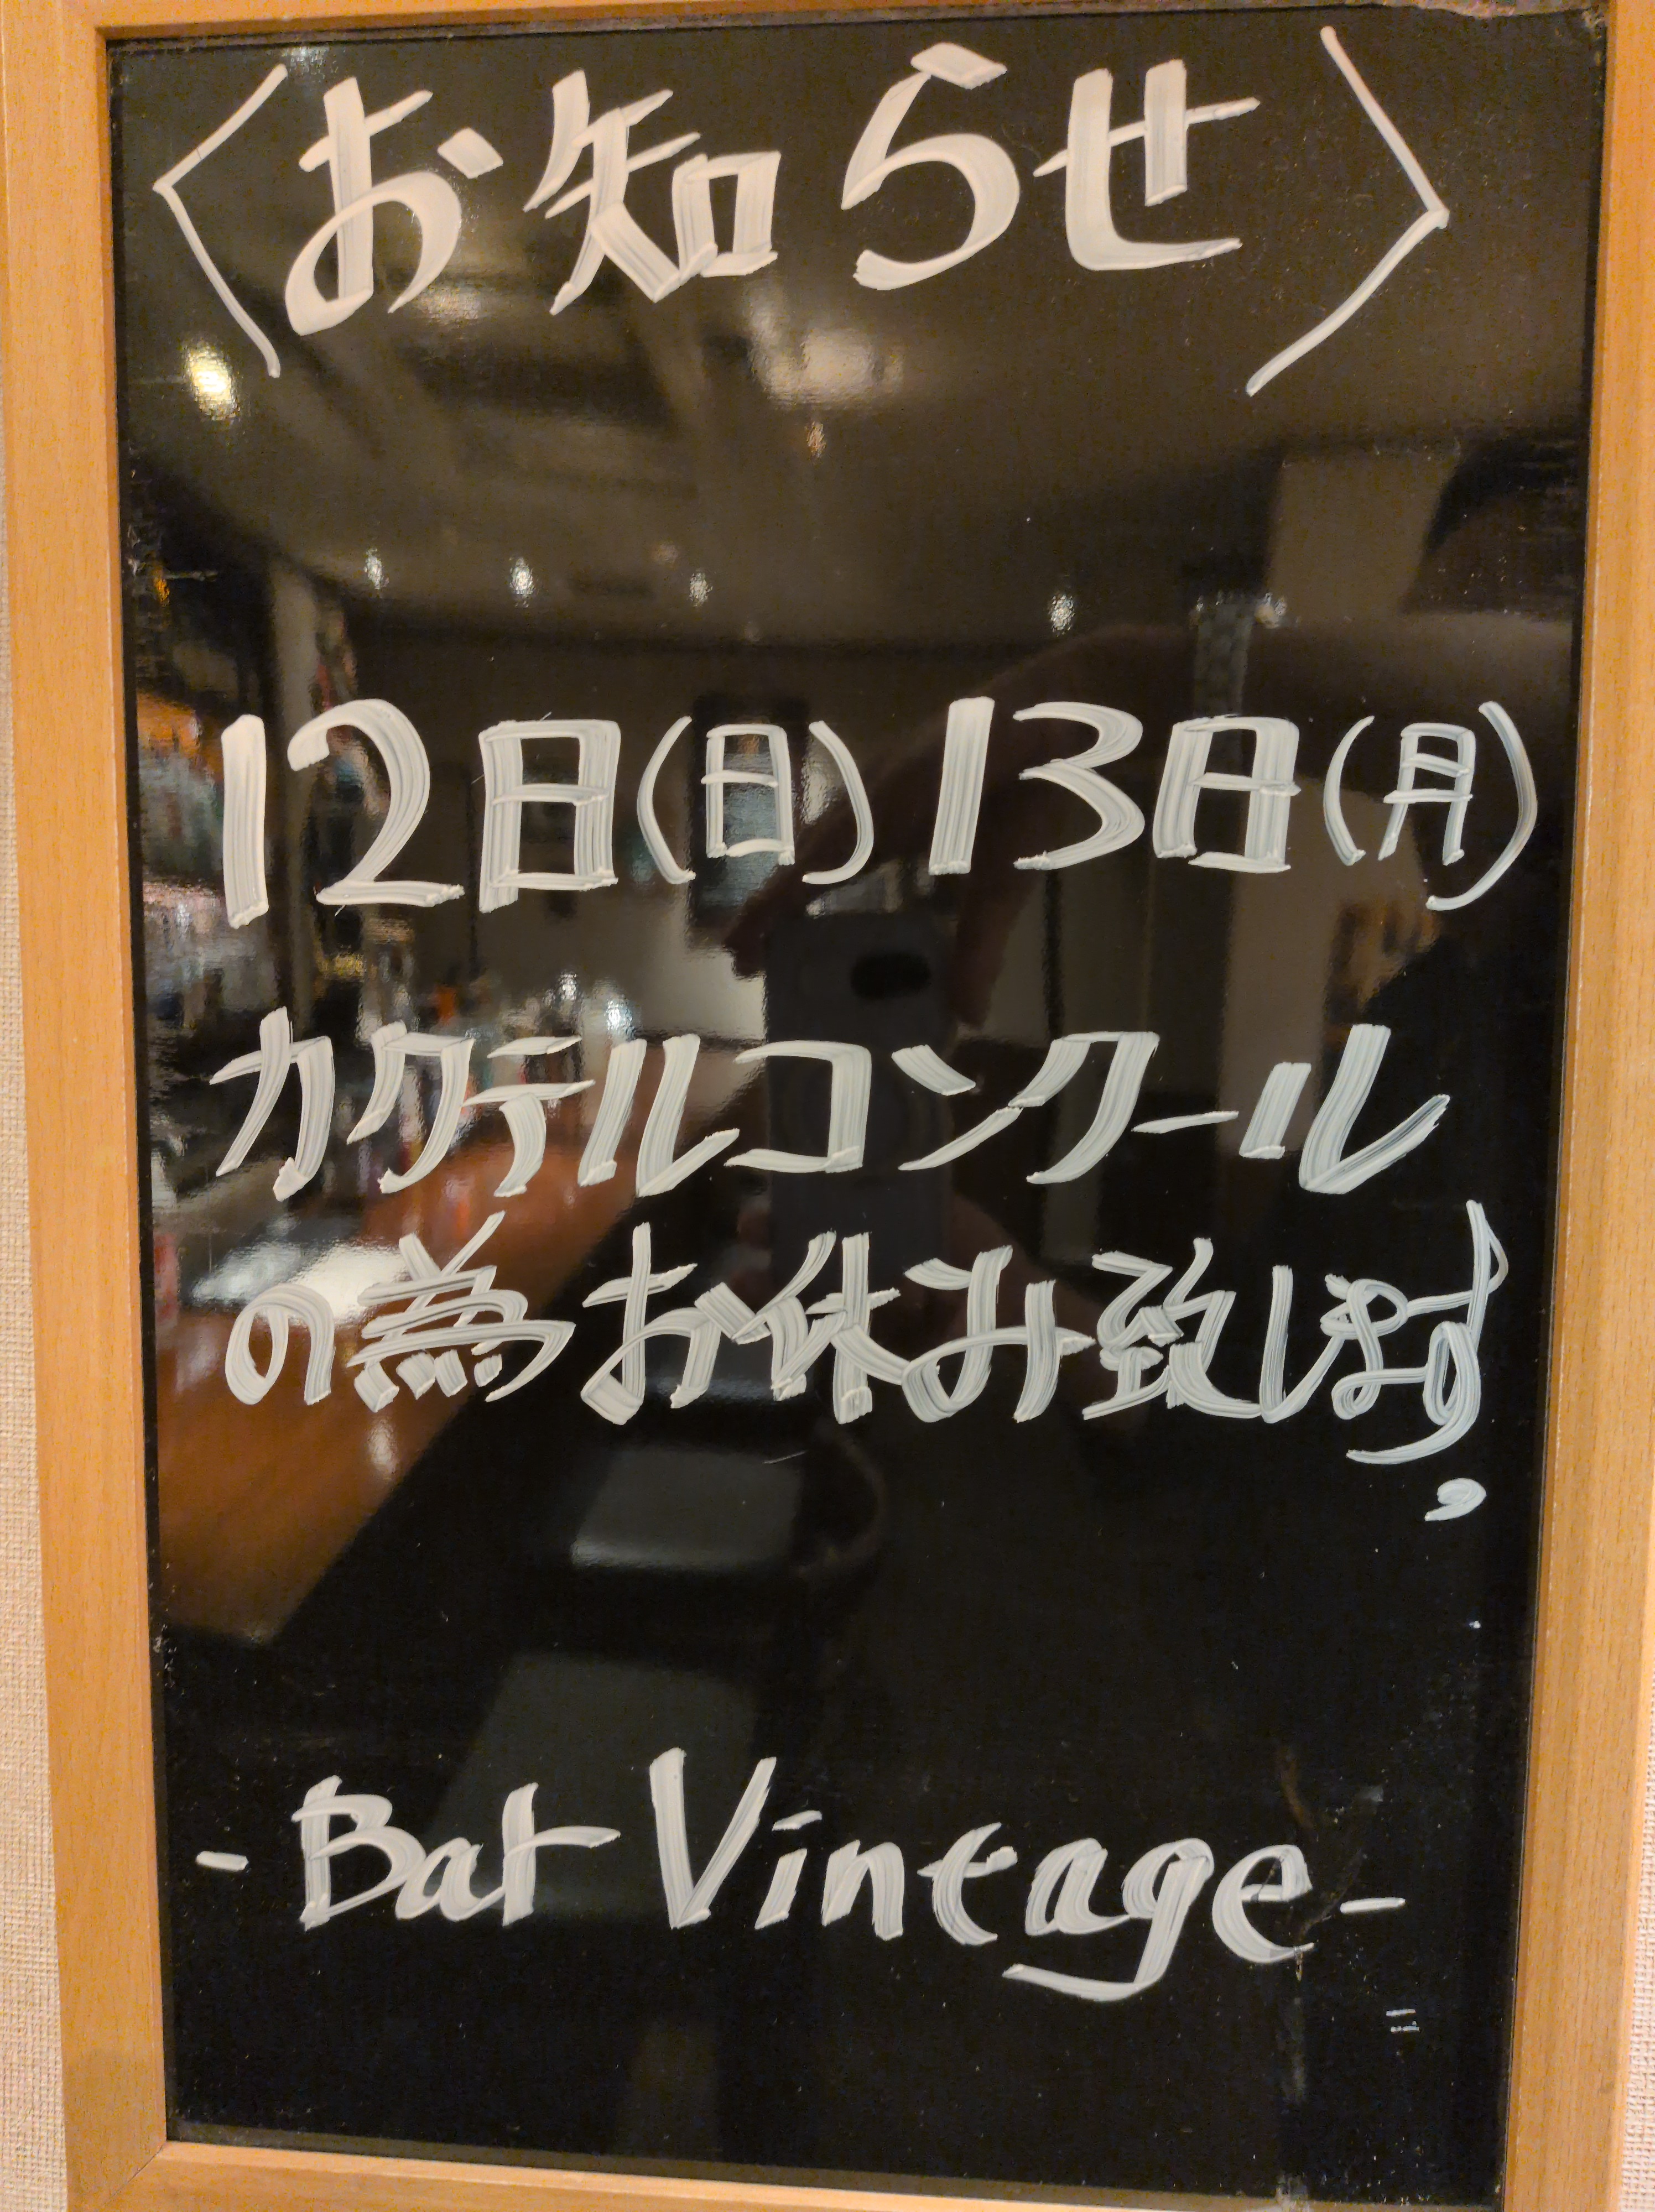 〈お知らせ〉
12日(日) 13日(月)
カクテルコンクール
の為お休み致します。
- Bar Vintage -